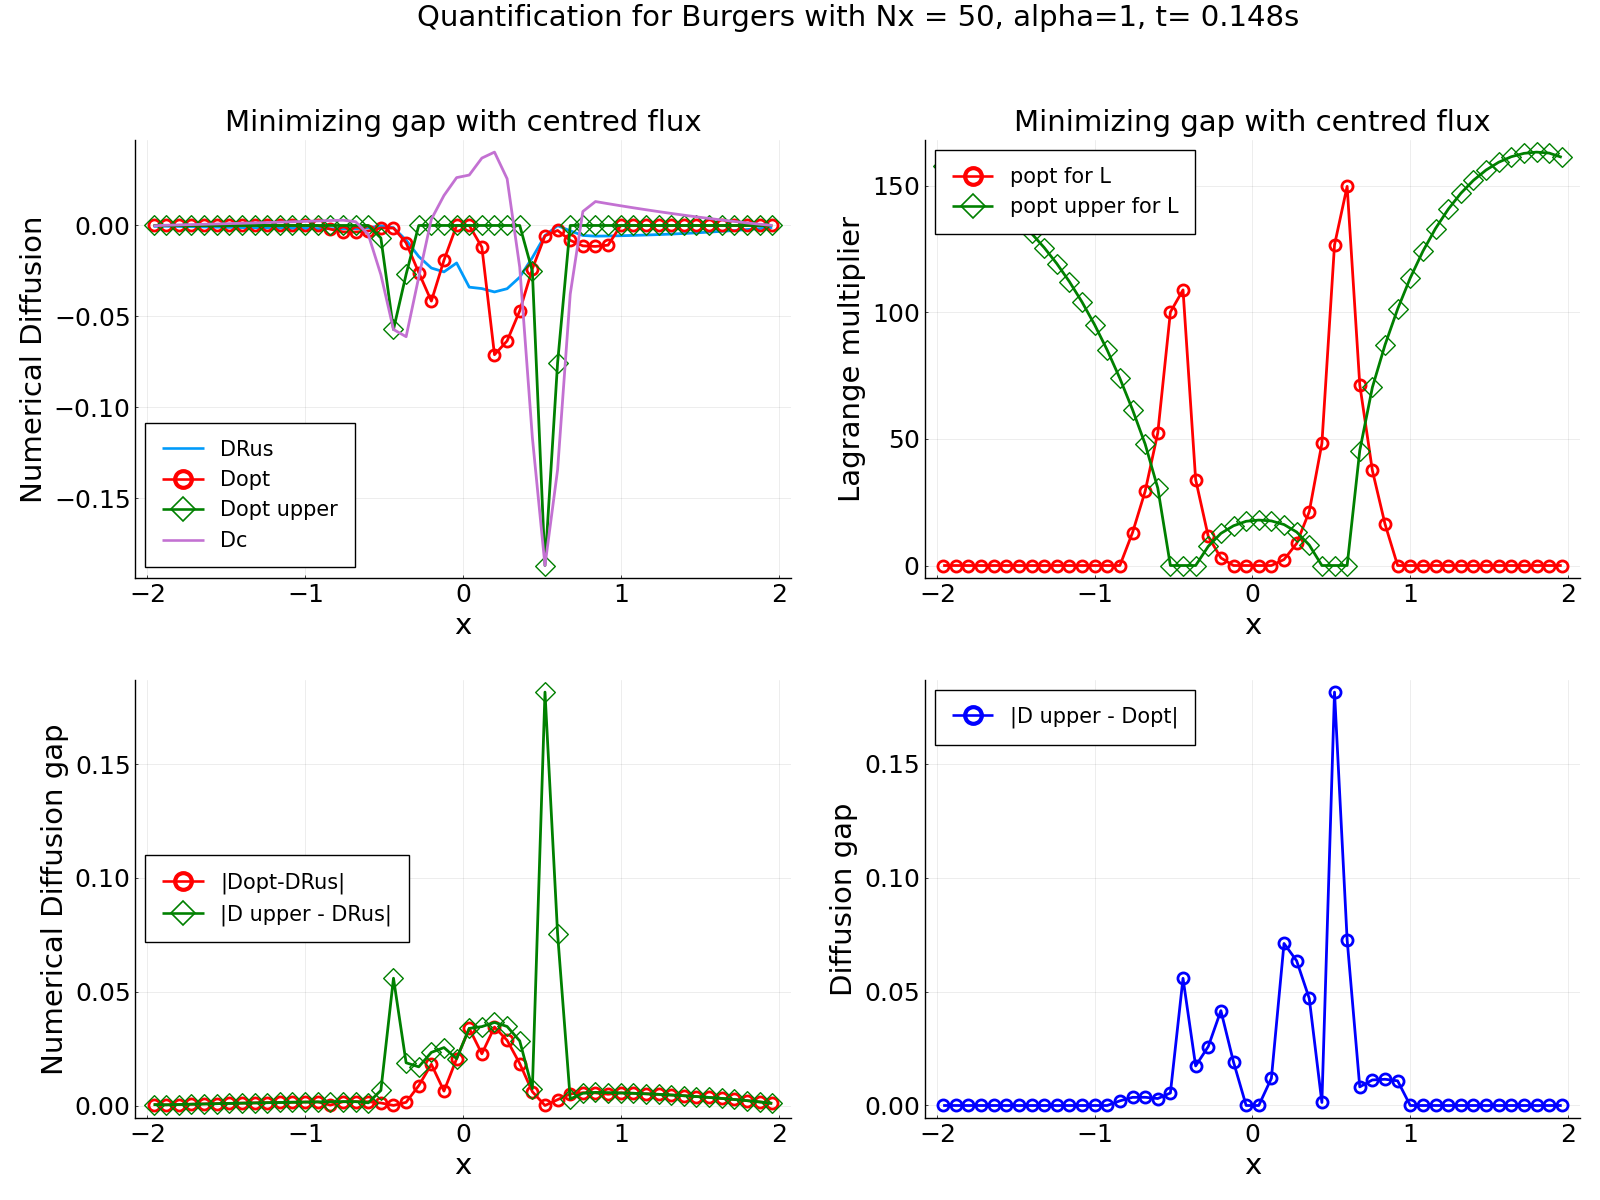 Quantification for Burgers with Nx = 50, alpha=1, t= 0.148s
Minimizing gap with centred flux
Numerical Diffusion
0.00
−0.05
−0.10
−0.15
DRus
Dopt
Dopt upper
Dc
−2
−1
0
1
2
x
Minimizing gap with centred flux
Lagrange multiplier
150
100
50
0
popt for L
popt upper for L
−2
−1
0
1
2
x
Numerical Diffusion gap
0.15
0.10
0.05
0.00
|Dopt-DRus|
|D upper - DRus|
−2
−1
0
1
2
x
Diffusion gap
0.15
0.10
0.05
0.00
|D upper - Dopt|
−2
−1
0
1
2
x